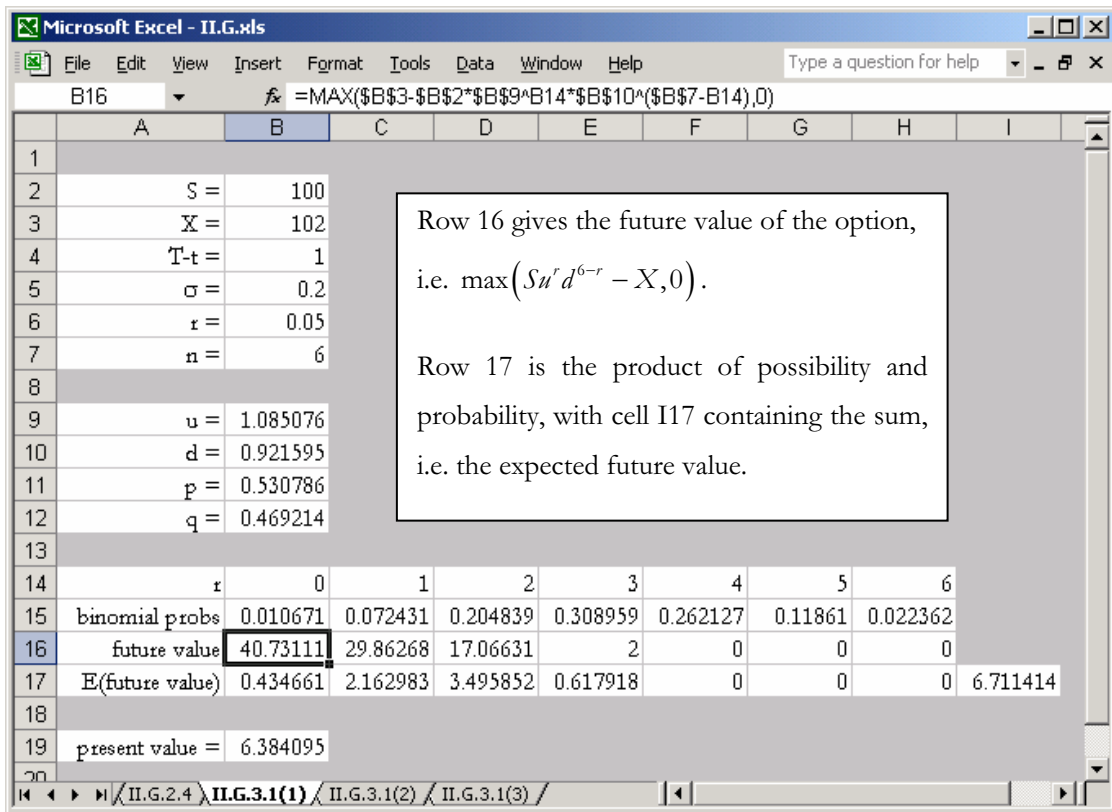 Microsoft Excel - II.G.xls
File Edit View Insert Format Tools Data Window Help Type a question for help
B16 fx =MAX($B$3-$B$2*$B$9^B14*$B$10^($B$7-B14),0)
A B C D E F G H I
1
2 S = 100
3 X = 102
4 T-t = 1
5 σ = 0.2
6 r = 0.05
7 n = 6
8
9 u = 1.085076
10 d = 0.921595
11 p = 0.530786
12 q = 0.469214
13
Row 16 gives the future value of the option,
i.e. max(Su^r d^{6-r} − X,0).
Row 17 is the product of possibility and
probability, with cell I17 containing the sum,
i.e. the expected future value.
14 r 0 1 2 3 4 5 6
15 binomial probs 0.010671 0.072431 0.204839 0.308959 0.262127 0.11861 0.022362
16 future value 40.73111 29.86268 17.06631 2 0 0 0
17 E(future value) 0.434661 2.162983 3.495852 0.617918 0 0 0 6.711414
18
19 present value = 6.384095
20
II.G.2.4 II.G.3.1(1) II.G.3.1(2) II.G.3.1(3)